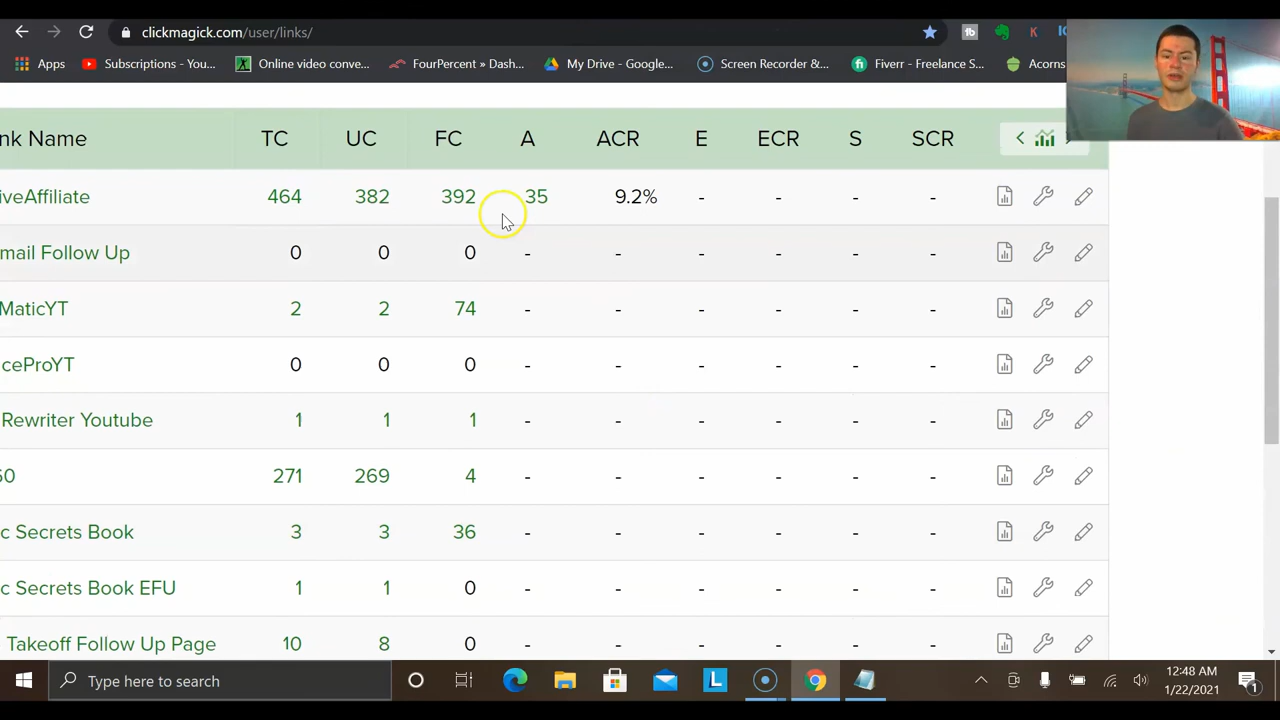 clickmagick.com/user/links/
Apps Subscriptions - You... Online video conve... FourPercent » Dash... My Drive - Google... Screen Recorder &... Fiverr - Freelance S... Acorns
nk Name TC UC FC A ACR E ECR S SCR
iveAffiliate 464 382 392 35 9.2% - - - -
mail Follow Up 0 0 0 - - - - - -
MaticYT 2 2 74 - - - - - -
ceProYT 0 0 0 - - - - - -
Rewriter Youtube 1 1 1 - - - - - -
60 271 269 4 - - - - - -
c Secrets Book 3 3 36 - - - - - -
c Secrets Book EFU 1 1 0 - - - - - -
Takeoff Follow Up Page 10 8 0 - - - - - -
Type here to search
12:48 AM
1/22/2021
1